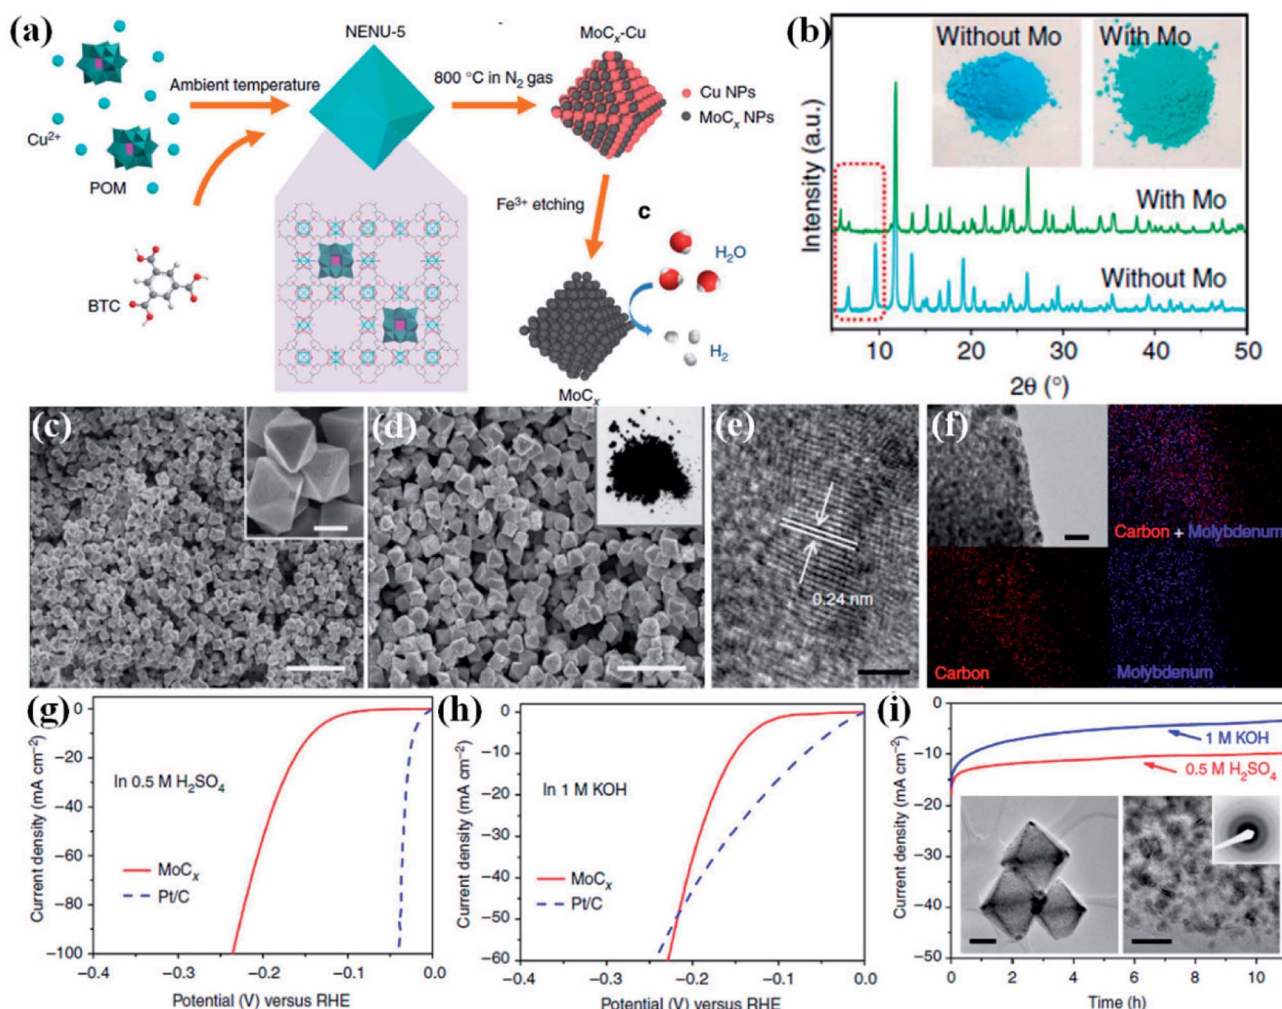 (a)
NENU-5
MoCₓ-Cu
Ambient temperature
800 °C in N₂ gas
Cu NPs
MoCₓ NPs
Cu²⁺
POM
Fe³⁺ etching
c
H₂O
BTC
H₂
MoCₓ
(b)
Without Mo
With Mo
Intensity (a.u.)
With Mo
Without Mo
10 20 30 40 50
2θ (°)
(c)
(d)
(e)
0.24 nm
(f)
Carbon + Molybdenum
Carbon
Molybdenum
(g)
Current density (mA cm⁻²)
0
−20
−40
−60
−80
−100
In 0.5 M H₂SO₄
MoCₓ
Pt/C
−0.4 −0.3 −0.2 −0.1 0.0
Potential (V) versus RHE
(h)
Current density (mA cm⁻²)
0
−10
−20
−30
−40
−50
−60
In 1 M KOH
MoCₓ
Pt/C
−0.4 −0.3 −0.2 −0.1 0.0
Potential (V) versus RHE
(i)
Current density (mA cm⁻²)
0
−10
−20
−30
−40
−50
1 M KOH
0.5 M H₂SO₄
0 2 4 6 8 10
Time (h)